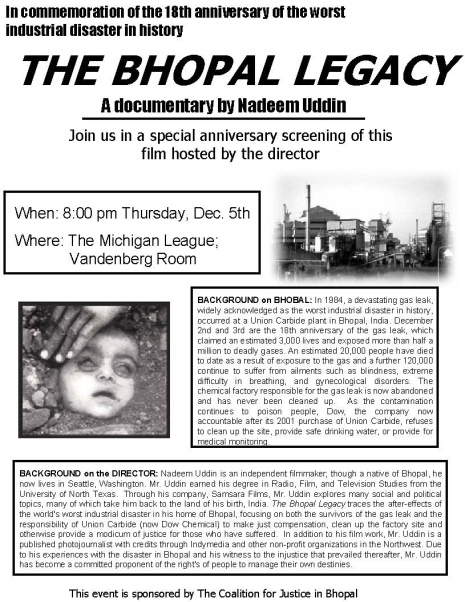 In commemoration of the 18th anniversary of the worst
industrial disaster in history
THE BHOPAL LEGACY
A documentary by Nadeem Uddin
Join us in a special anniversary screening of this
film hosted by the director
When: 8:00 pm Thursday, Dec. 5th
Where: The Michigan League;
Vandenberg Room
BACKGROUND on BHOBAL: In 1984, a devastating gas leak,
widely acknowledged as the worst industrial disaster in history,
occurred at a Union Carbide plant in Bhopal, India. December
2nd and 3rd are the 18th anniversary of the gas leak, which
claimed an estimated 3,000 lives and exposed more than half a
million to deadly gases. An estimated 20,000 people have died
to date as a result of exposure to the gas and a further 120,000
continue to suffer from ailments such as blindness, extreme
difficulty in breathing, and gynecological disorders. The
chemical factory responsible for the gas leak is now abandoned
and has never been cleaned up. As the contamination
continues to poison people, Dow, the company now
accountable after its 2001 purchase of Union Carbide, refuses
to clean up the site, provide safe drinking water, or provide for
medical monitoring.
BACKGROUND on the DIRECTOR: Nadeem Uddin is an independent filmmaker; though a native of Bhopal, he
now lives in Seattle, Washington. Mr. Uddin earned his degree in Radio, Film, and Television Studies from the
University of North Texas. Through his company, Samsara Films, Mr. Uddin explores many social and political
topics, many of which take him back to the land of his birth, India. The Bhopal Legacy traces the after-effects of
the world's worst industrial disaster in his home of Bhopal, focusing on both the survivors of the gas leak and the
responsibility of Union Carbide (now Dow Chemical) to make just compensation, clean up the factory site and
otherwise provide a modicum of justice for those who have suffered. In addition to his film work, Mr. Uddin is a
published photojournalist with credits through Indymedia and other non-profit organizations in the Northwest. Due
to his experiences with the disaster in Bhopal and his witness to the injustice that prevailed thereafter, Mr. Uddin
has become a committed proponent of the right's of people to manage their own destinies.
This event is sponsored by The Coalition for Justice in Bhopal